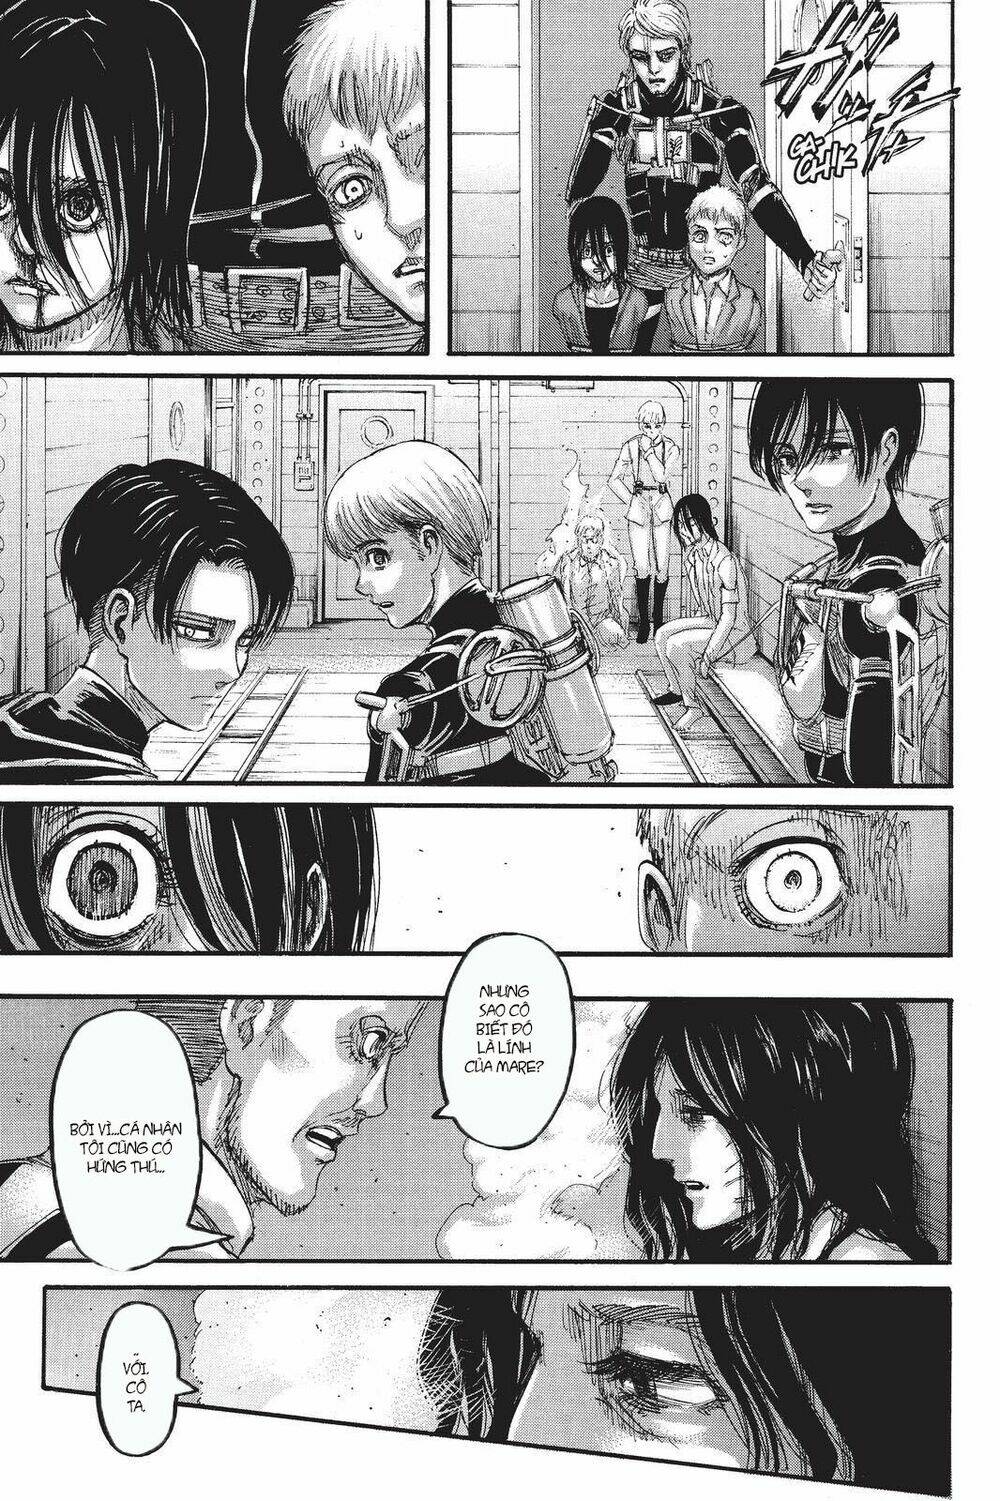 CA-
CHIK
NHƯNG
SAO CÔ
BIẾT ĐÓ
LÀ LÍNH
CỦA MARE?
BỞI VÌ...CÁ NHÂN
TÔI CŨNG CÓ
HỨNG THÚ...
VỚI,
CÔ
TA.